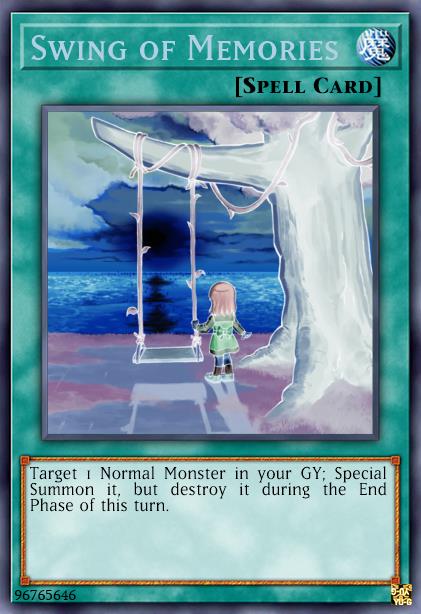 Swing of Memories
魔
[Spell Card]
Target 1 Normal Monster in your GY; Special
Summon it, but destroy it during the End
Phase of this turn.
96765646